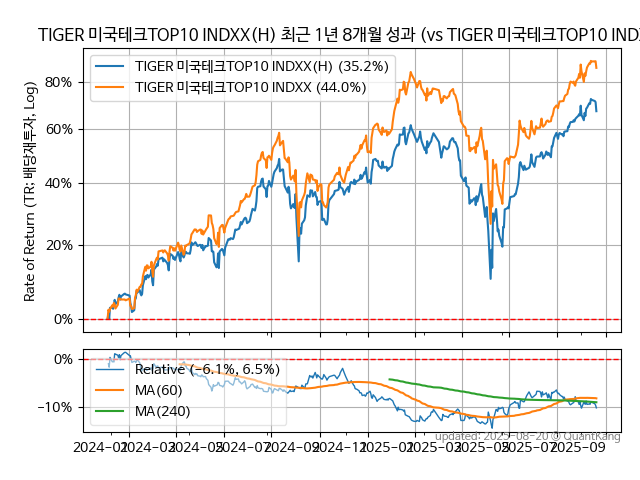 TIGER 미국테크TOP10 INDXX(H) 최근 1년 8개월 성과 (vs TIGER 미국테크TOP10 INDX
Rate of Return (TR: 배당재투자, Log)
80%
60%
40%
20%
0%
TIGER 미국테크TOP10 INDXX(H) (35.2%)
TIGER 미국테크TOP10 INDXX (44.0%)
0%
−10%
Relative (−6.1%, 6.5%)
MA(60)
MA(240)
2024-01 2024-03 2024-05 2024-07 2024-09 2024-11 2025-01 2025-03 2025-05 2025-07 2025-09
updated: 2025-08-20 © QuantKang